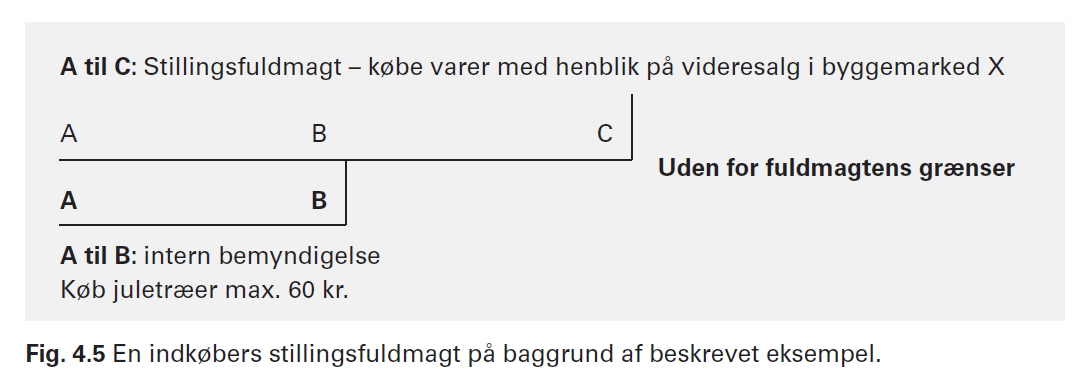 A til C: Stillingsfuldmagt – købe varer med henblik på videresalg i byggemarked X
A B C
Uden for fuldmagtens grænser
A B
A til B: intern bemyndigelse
Køb juletræer max. 60 kr.
Fig. 4.5 En indkøbers stillingsfuldmagt på baggrund af beskrevet eksempel.